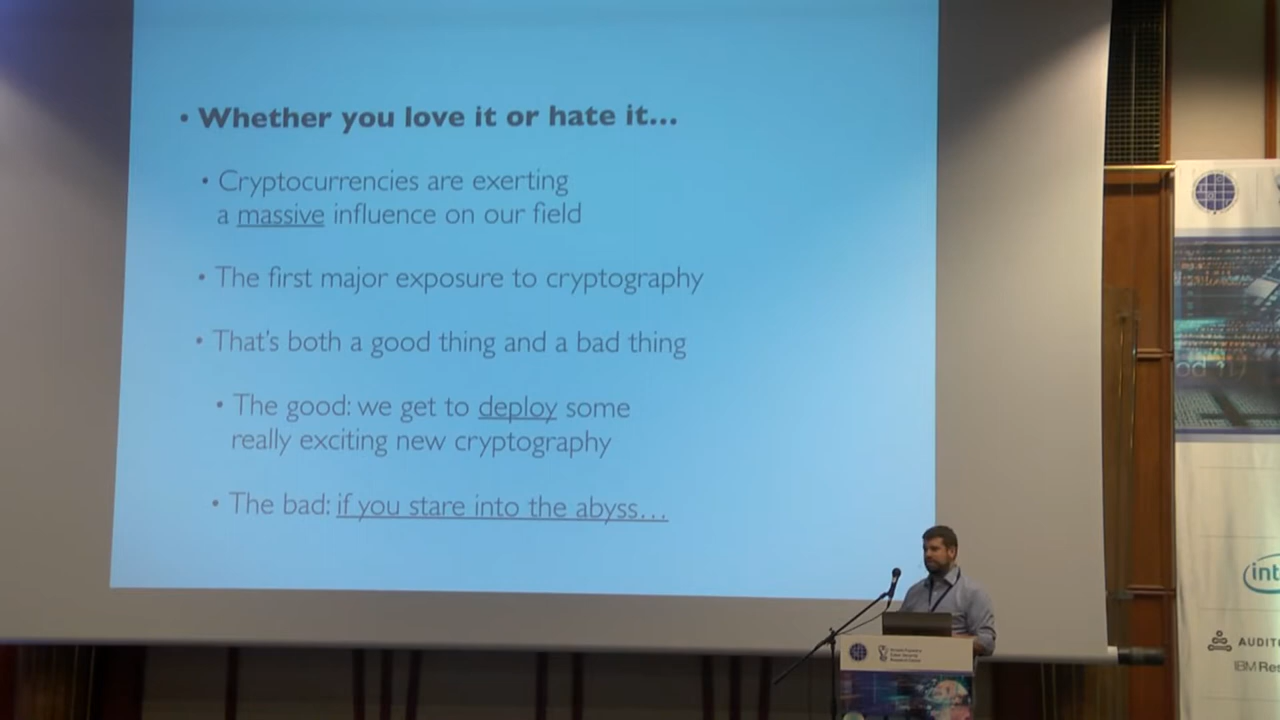 • Whether you love it or hate it...
• Cryptocurrencies are exerting
a massive influence on our field
• The first major exposure to cryptography
• That's both a good thing and a bad thing
• The good: we get to deploy some
really exciting new cryptography
• The bad: if you stare into the abyss...
int
AUDITO
IBM Res